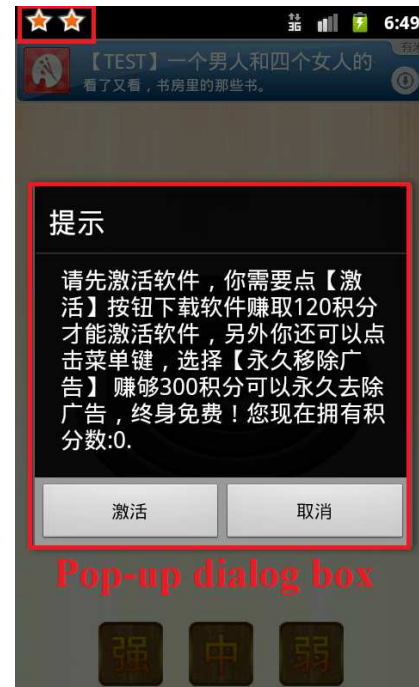 3G
6:49
【TEST】一个男人和四个女人的
看了又看，书房里的那些书。
提示
请先激活软件，你需要点【激
活】按钮下载软件赚取120积分
才能激活软件，另外你还可以点
击菜单键，选择【永久移除广
告】 赚够300积分可以永久去除
广告，终身免费！您现在拥有积
分数:0.
激活
取消
Pop-up dialog box
强
中
弱